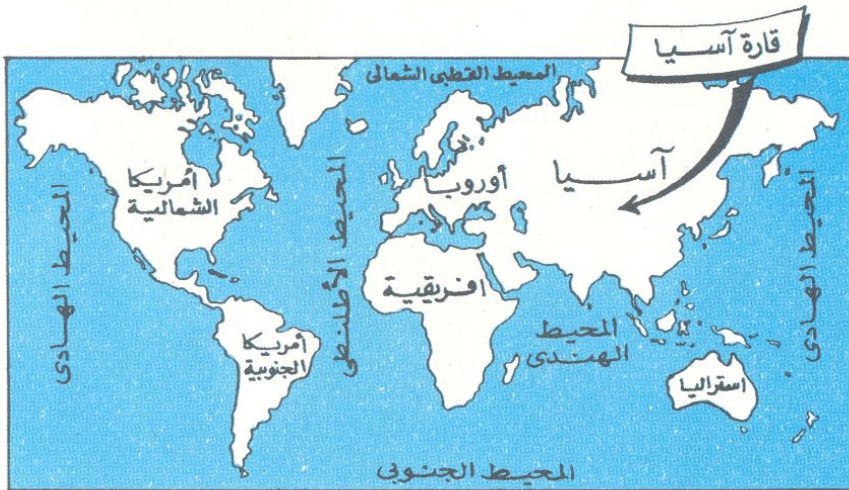 قارة آسيا
المحيط القطبى الشمالى
أمريكا
الشمالية
أوروبا
آسيا
المحيط الهادى
المحيط الأطلنطى
المحيط الهادى
افريقية
المحيط
الهندى
أمريكا
الجنوبية
استراليا
المحيط الجنوبى